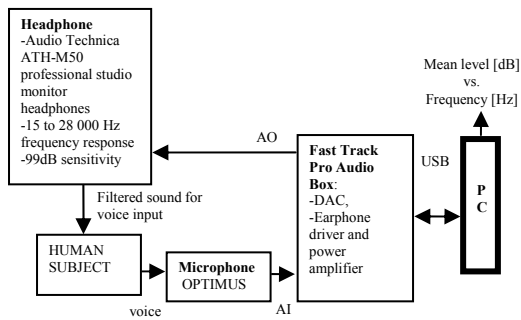 Headphone
-Audio Technica
ATH-M50
professional studio
monitor
headphones
-15 to 28 000 Hz
frequency response
-99dB sensitivity
Mean level [dB]
vs.
Frequency [Hz]
AO
Fast Track
Pro Audio
Box:
-DAC,
-Earphone
driver and
power
amplifier
USB
P
C
Filtered sound for
voice input
HUMAN
SUBJECT
voice
Microphone
OPTIMUS
AI